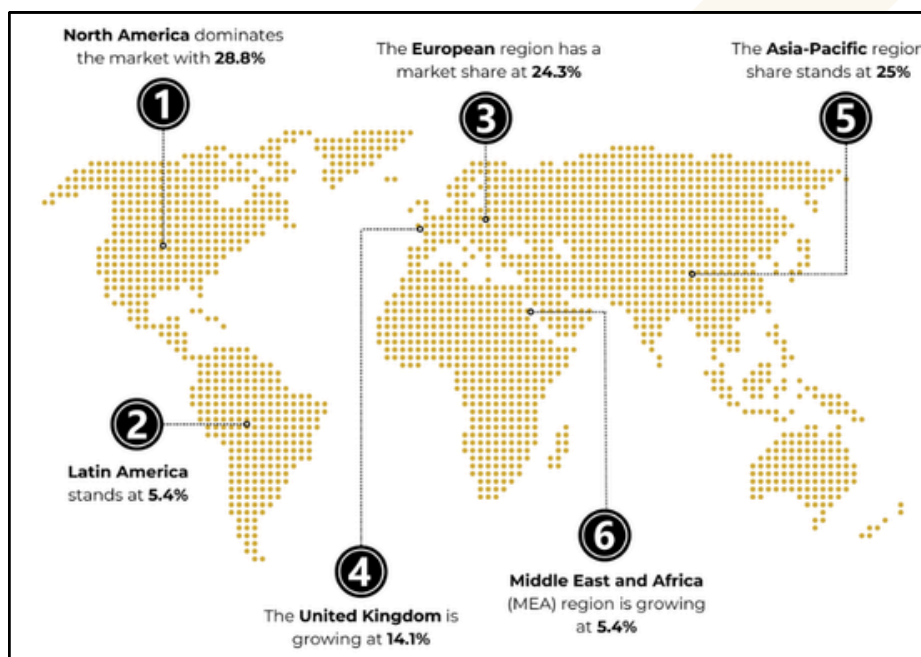 North America dominates
the market with 28.8%
1
2
Latin America
stands at 5.4%
The European region has a
market share at 24.3%
3
4
The United Kingdom is
growing at 14.1%
The Asia-Pacific region
share stands at 25%
5
6
Middle East and Africa
(MEA) region is growing
at 5.4%